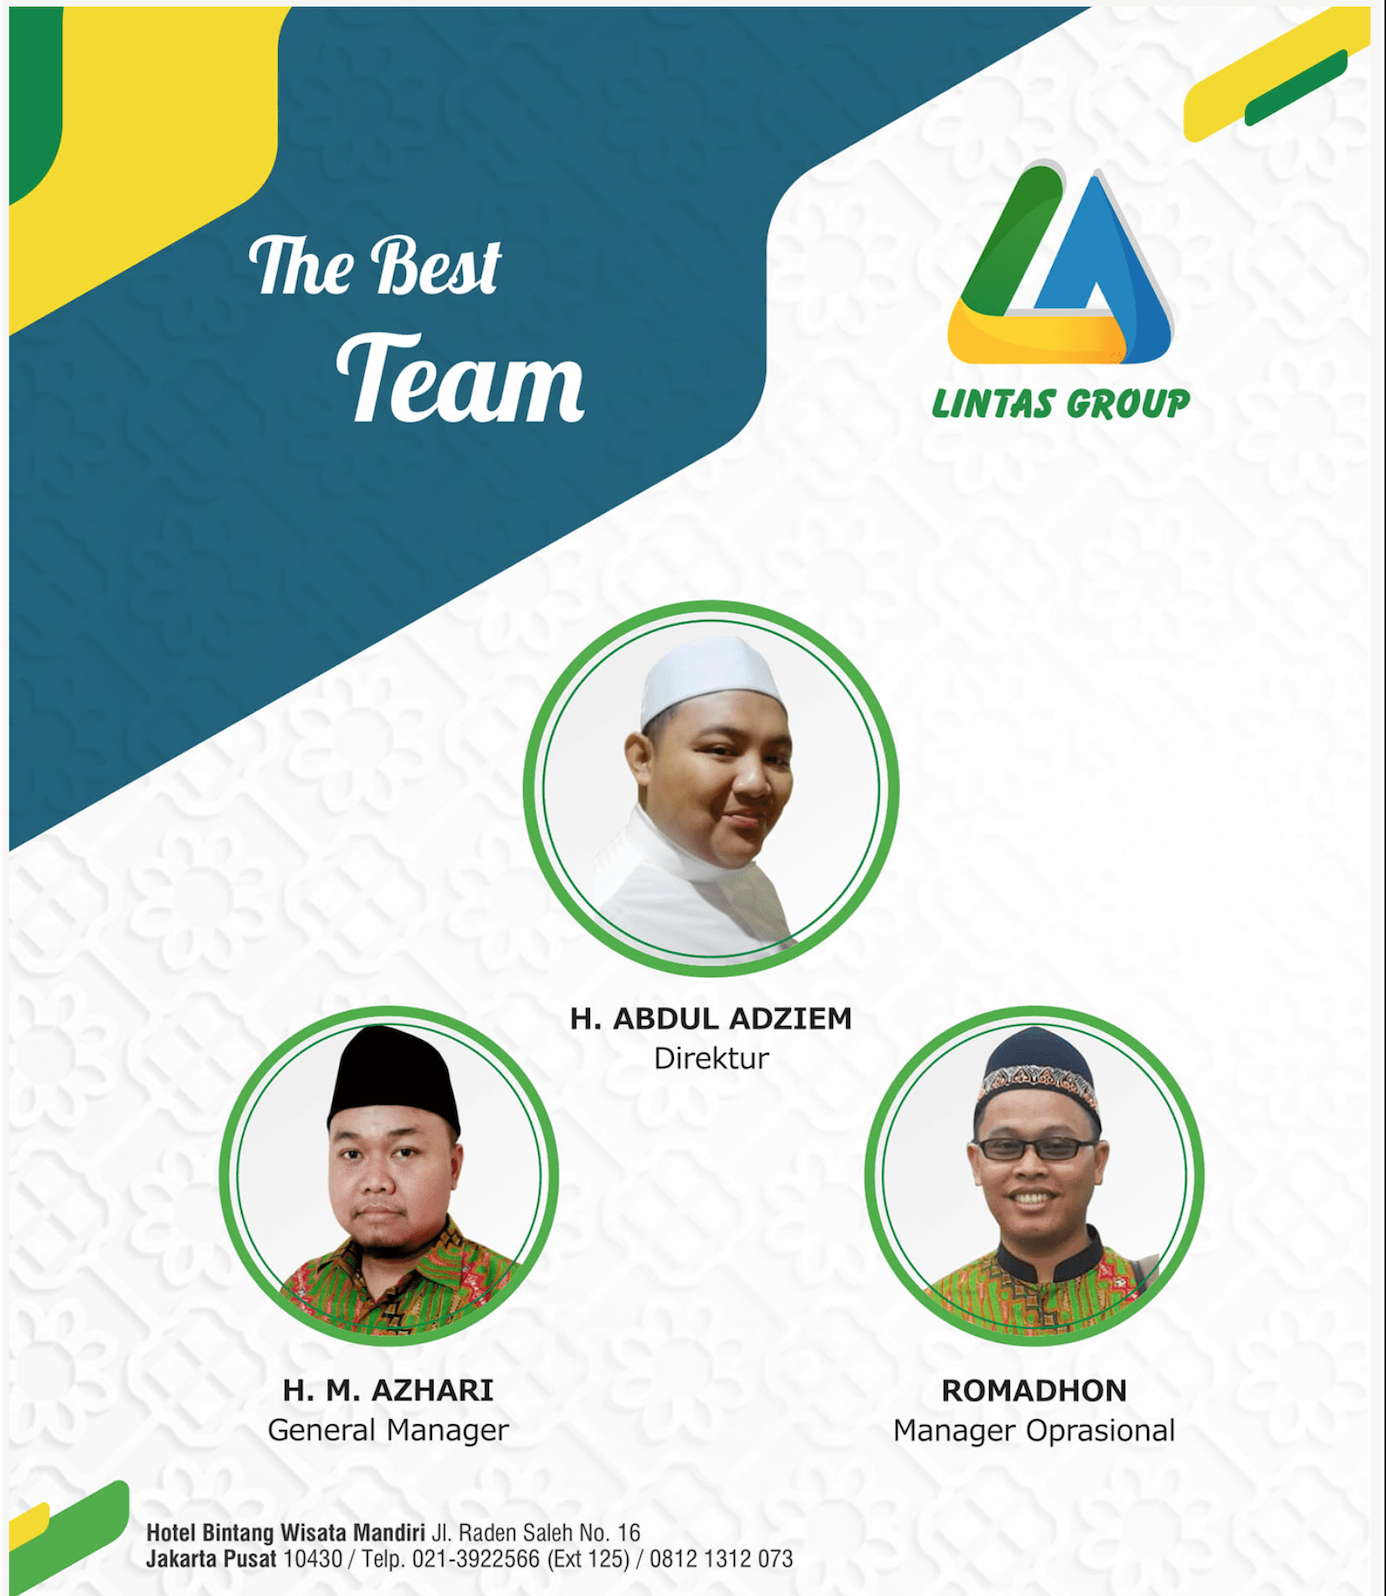 The Best
Team
LINTAS GROUP
H. ABDUL ADZIEM
Direktur
H. M. AZHARI
General Manager
ROMADHON
Manager Oprasional
Hotel Bintang Wisata Mandiri Jl. Raden Saleh No. 16
Jakarta Pusat 10430 / Telp. 021-3922566 (Ext 125) / 0812 1312 073